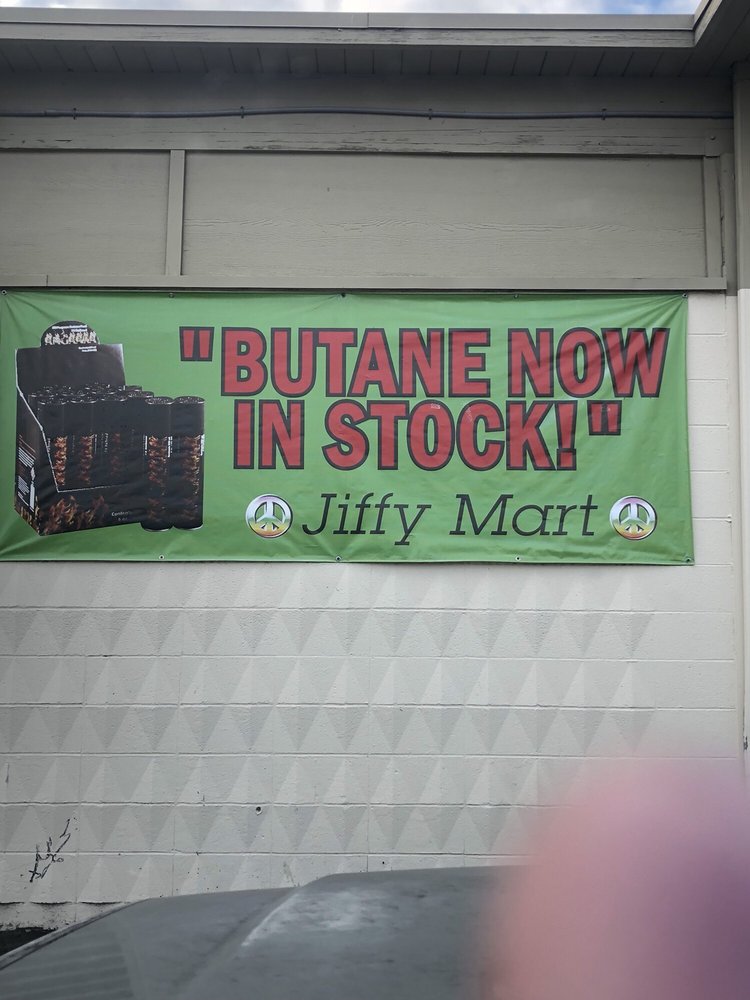 "BUTANE NOW
IN STOCK!"
Jiffy Mart